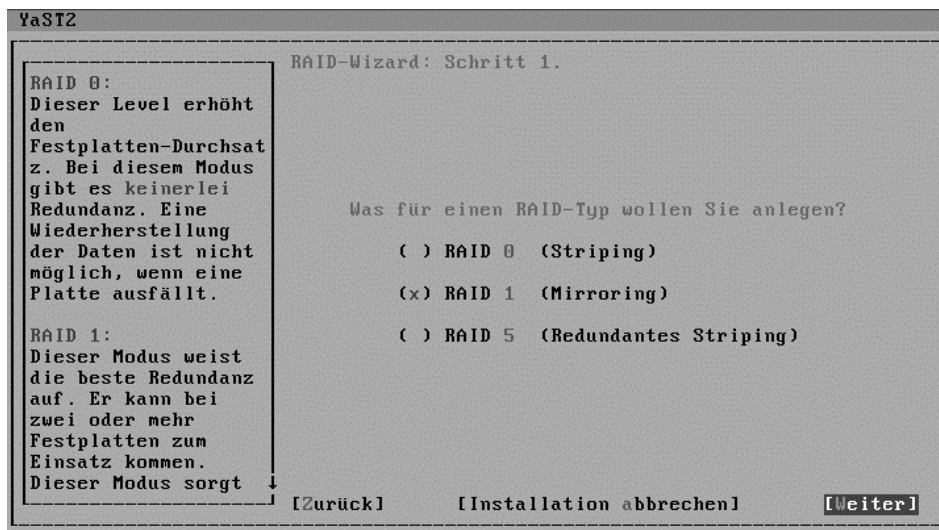 YaST2
RAID-Wizard: Schritt 1.
RAID 0:
Dieser Level erhöht
den
Festplatten-Durchsat
z. Bei diesem Modus
gibt es keinerlei
Redundanz. Eine
Wiederherstellung
der Daten ist nicht
möglich, wenn eine
Platte ausfällt.
RAID 1:
Dieser Modus weist
die beste Redundanz
auf. Er kann bei
zwei oder mehr
Festplatten zum
Einsatz kommen.
Dieser Modus sorgt
Was für einen RAID-Typ wollen Sie anlegen?
( ) RAID 0 (Striping)
(x) RAID 1 (Mirroring)
( ) RAID 5 (Redundantes Striping)
[Zurück] [Installation abbrechen] [Weiter]